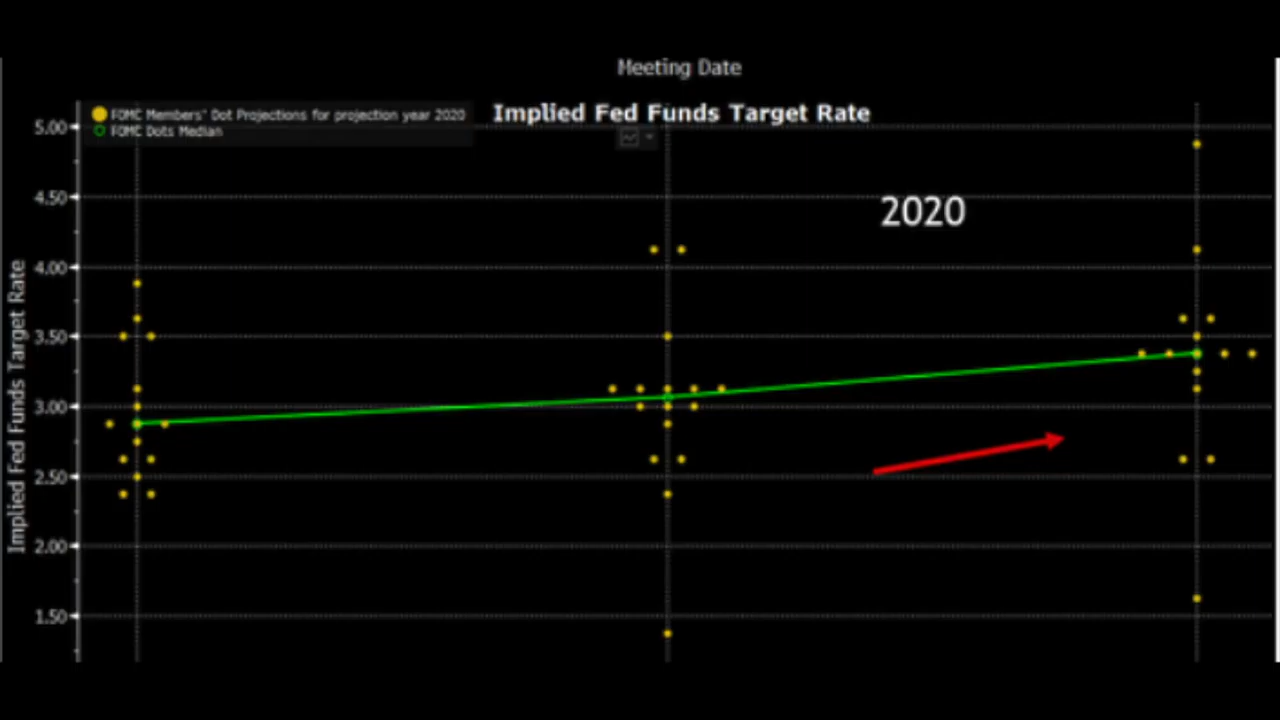 Meeting Date
Implied Fed Funds Target Rate
FOMC Members' Dot Projections for projection year 2020
FOMC Dots Median
5.00
4.50
2020
4.00
3.50
3.00
2.50
2.00
1.50
Implied Fed Funds Target Rate